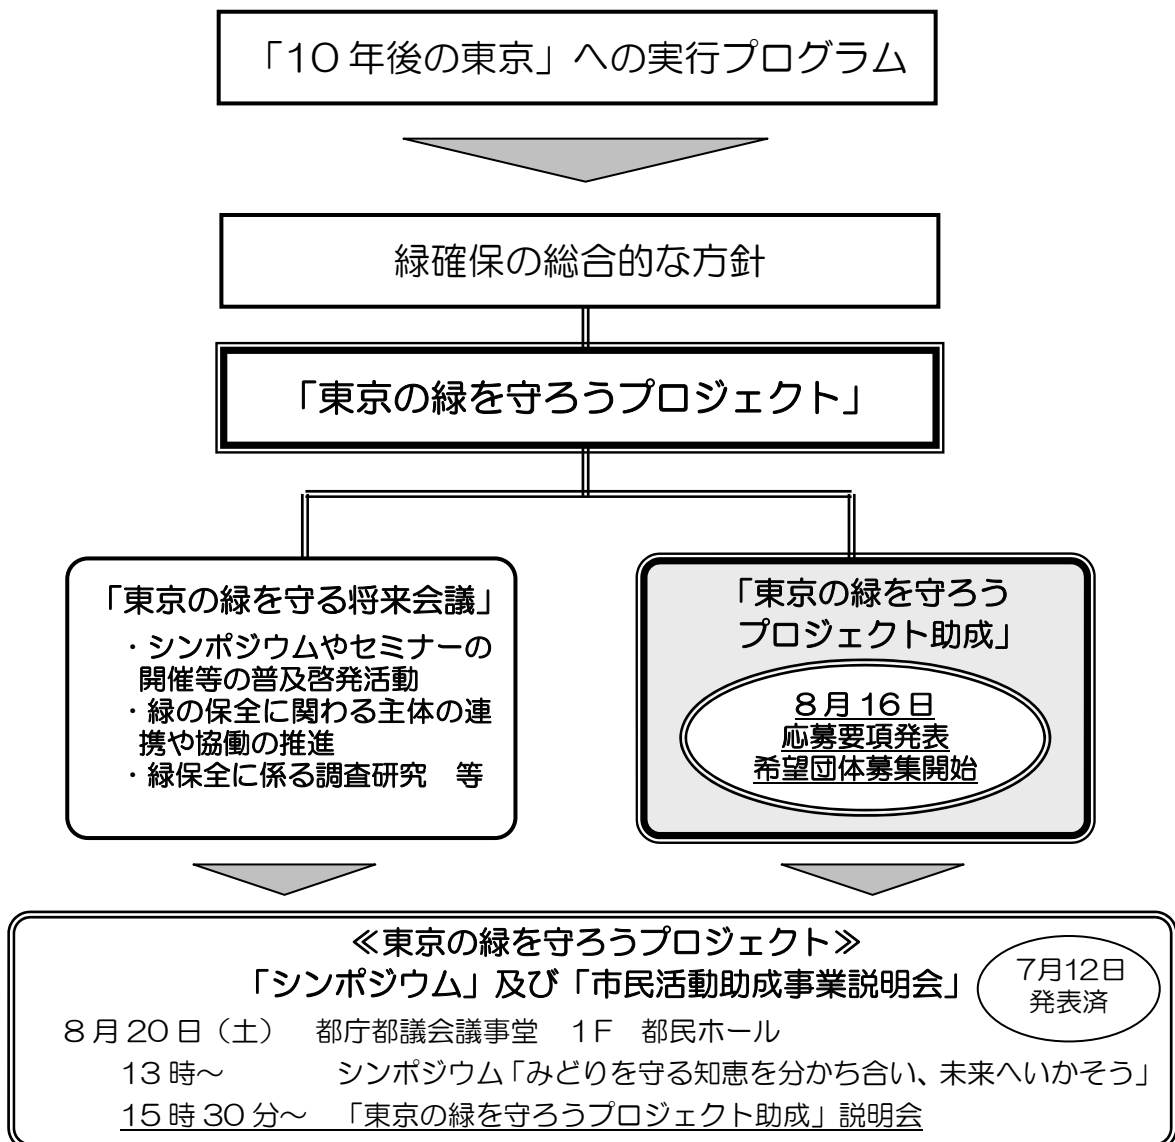 「10年後の東京」への実行プログラム
緑確保の総合的な方針
「東京の緑を守ろうプロジェクト」
「東京の緑を守る将来会議」
・シンポジウムやセミナーの
開催等の普及啓発活動
・緑の保全に関わる主体の連
携や協働の推進
・緑保全に係る調査研究　等
「東京の緑を守ろう
プロジェクト助成」
8月16日
応募要項発表
希望団体募集開始
≪東京の緑を守ろうプロジェクト≫
「シンポジウム」及び「市民活動助成事業説明会」
7月12日
発表済
8月20日（土）　都庁都議会議事堂　1F　都民ホール
13時～　シンポジウム「みどりを守る知恵を分かち合い、未来へいかそう」
15時30分～　「東京の緑を守ろうプロジェクト助成」説明会